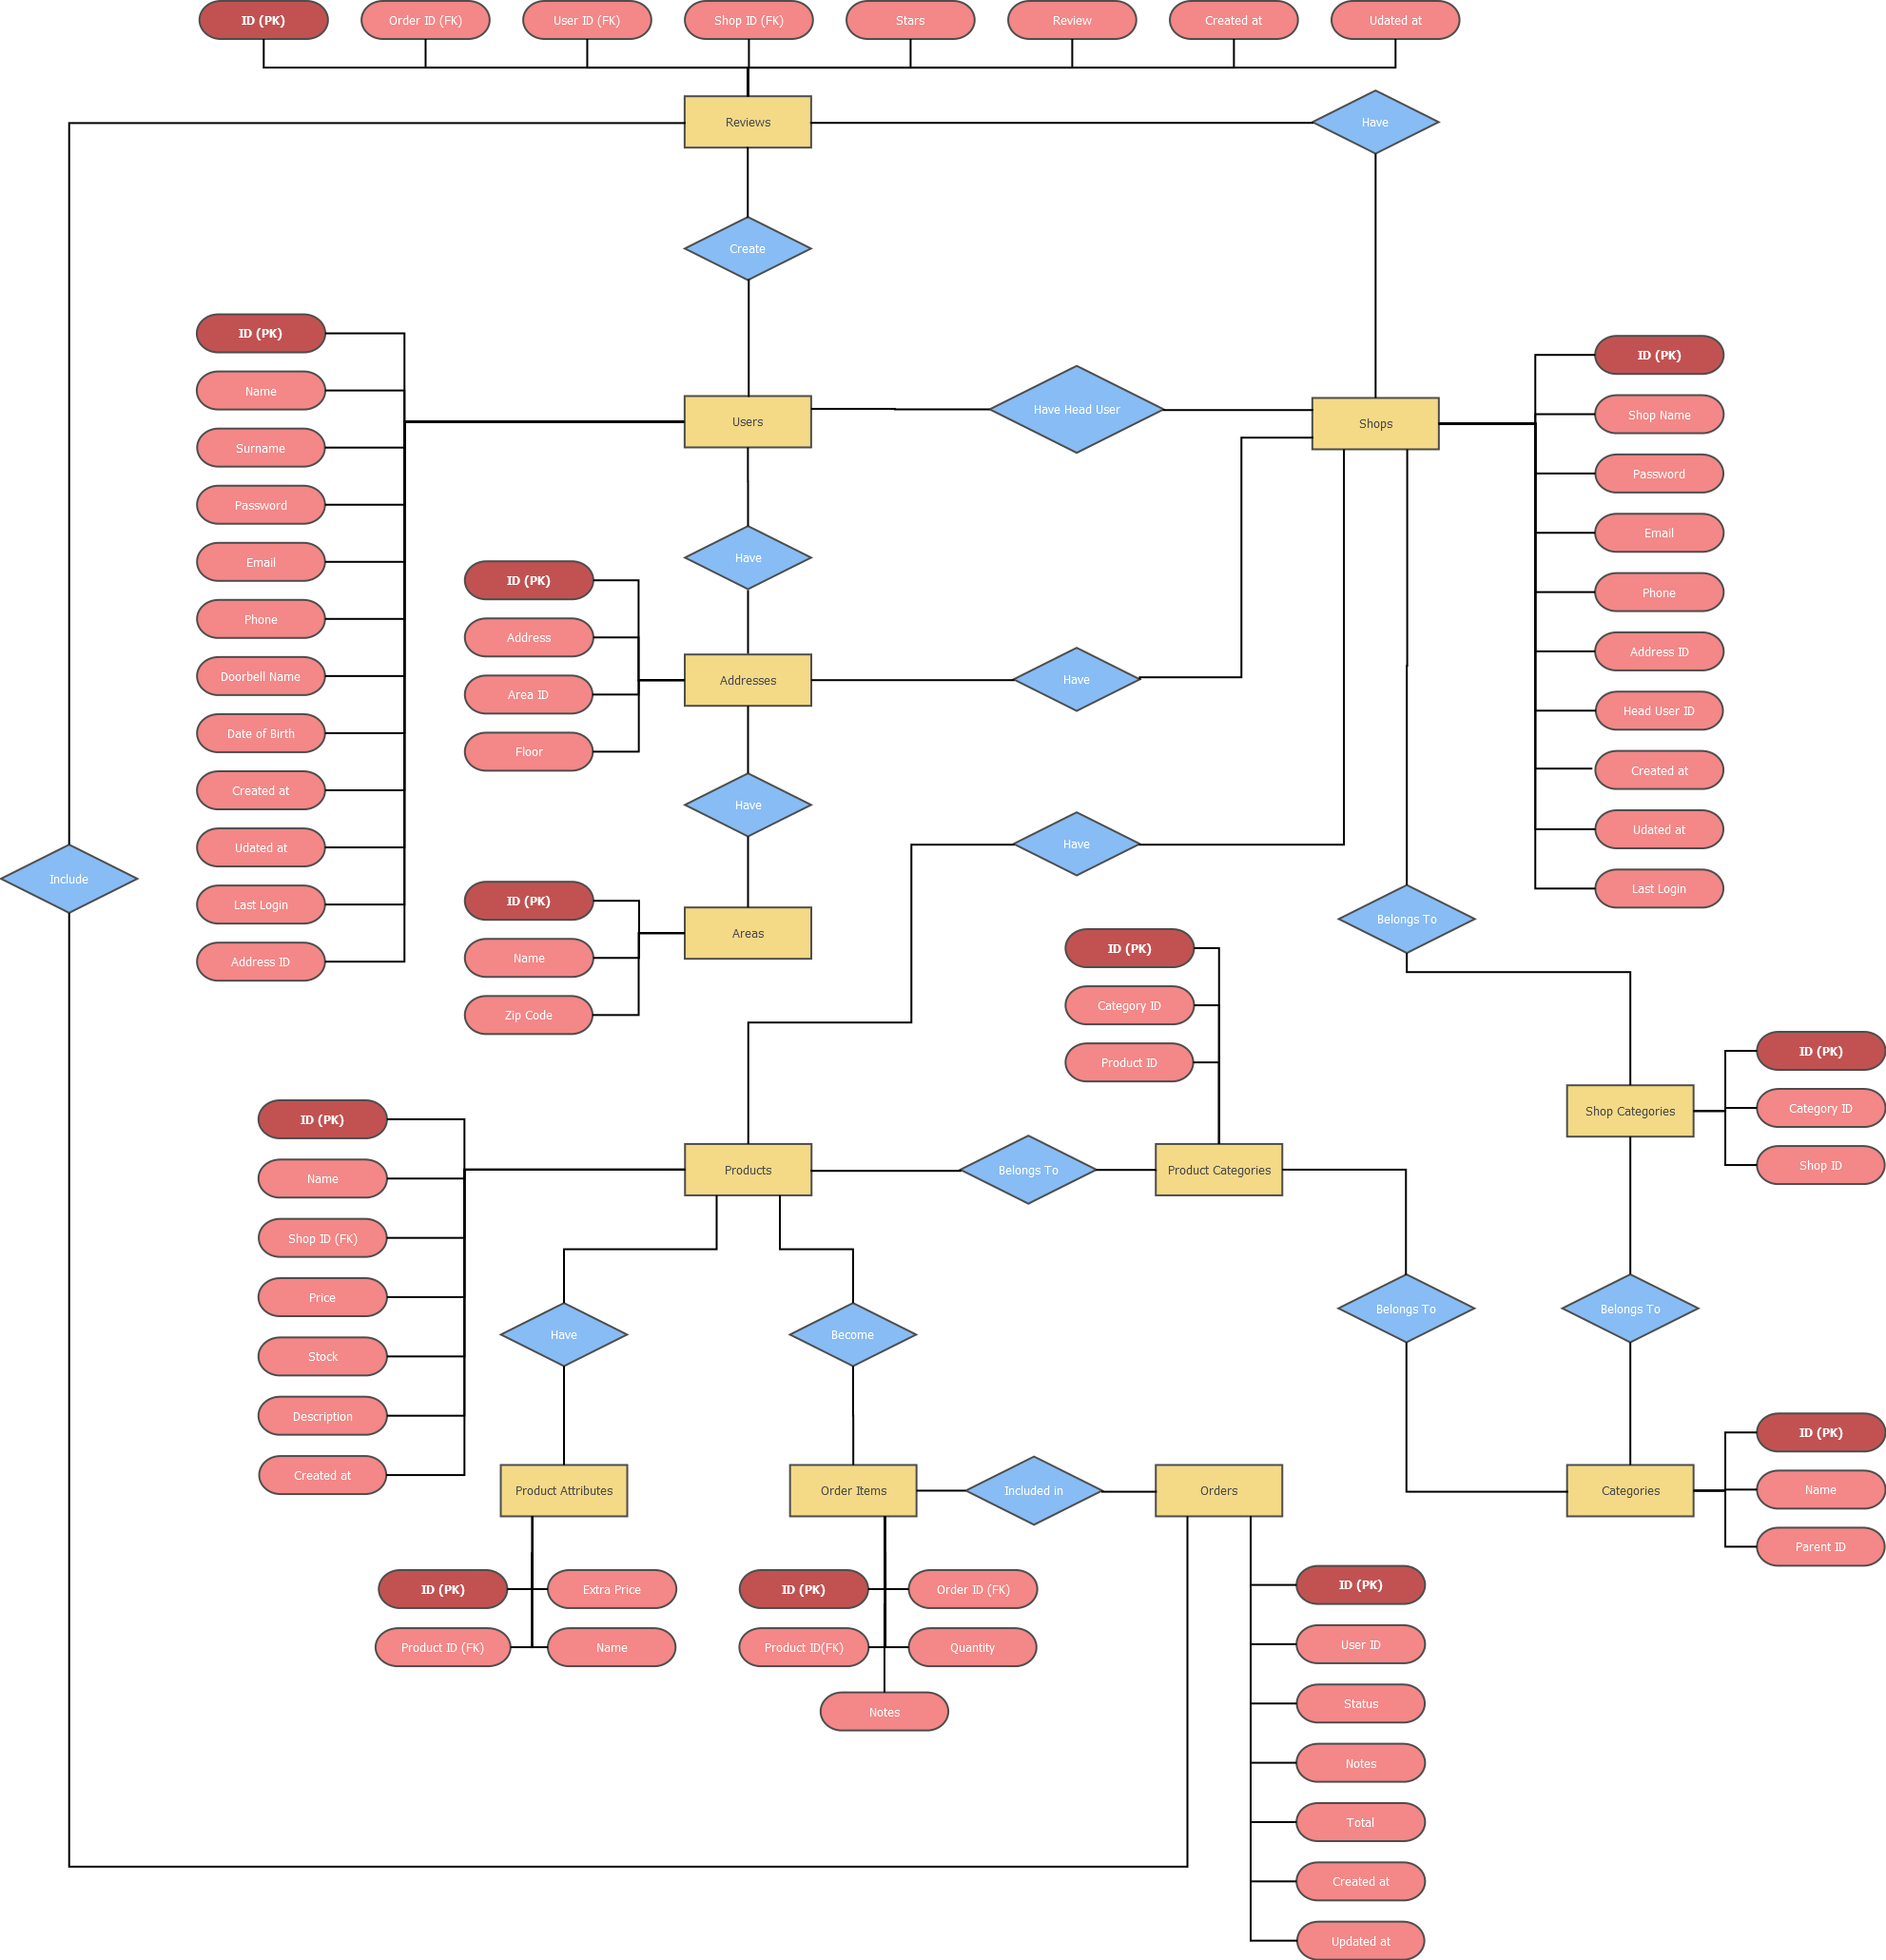 ID (PK)
Order ID (FK)
User ID (FK)
Shop ID (FK)
Stars
Review
Created at
Udated at
Reviews
Have
Create
ID (PK)
Name
Surname
Password
Email
Phone
Doorbell Name
Date of Birth
Created at
Udated at
Last Login
Address ID
Users
Have Head User
Shops
ID (PK)
Shop Name
Password
Email
Phone
Address ID
Head User ID
Created at
Udated at
Last Login
Have
ID (PK)
Address
Area ID
Floor
Addresses
Have
Have
Have
Include
Belongs To
ID (PK)
Name
Zip Code
Areas
ID (PK)
Category ID
Product ID
Shop Categories
ID (PK)
Category ID
Shop ID
ID (PK)
Name
Shop ID (FK)
Price
Stock
Description
Created at
Products
Belongs To
Product Categories
Have
Become
Belongs To
Belongs To
Product Attributes
Order Items
Included in
Orders
Categories
ID (PK)
Name
Parent ID
ID (PK)
Extra Price
Product ID (FK)
Name
ID (PK)
Order ID (FK)
Product ID(FK)
Quantity
Notes
ID (PK)
User ID
Status
Notes
Total
Created at
Updated at